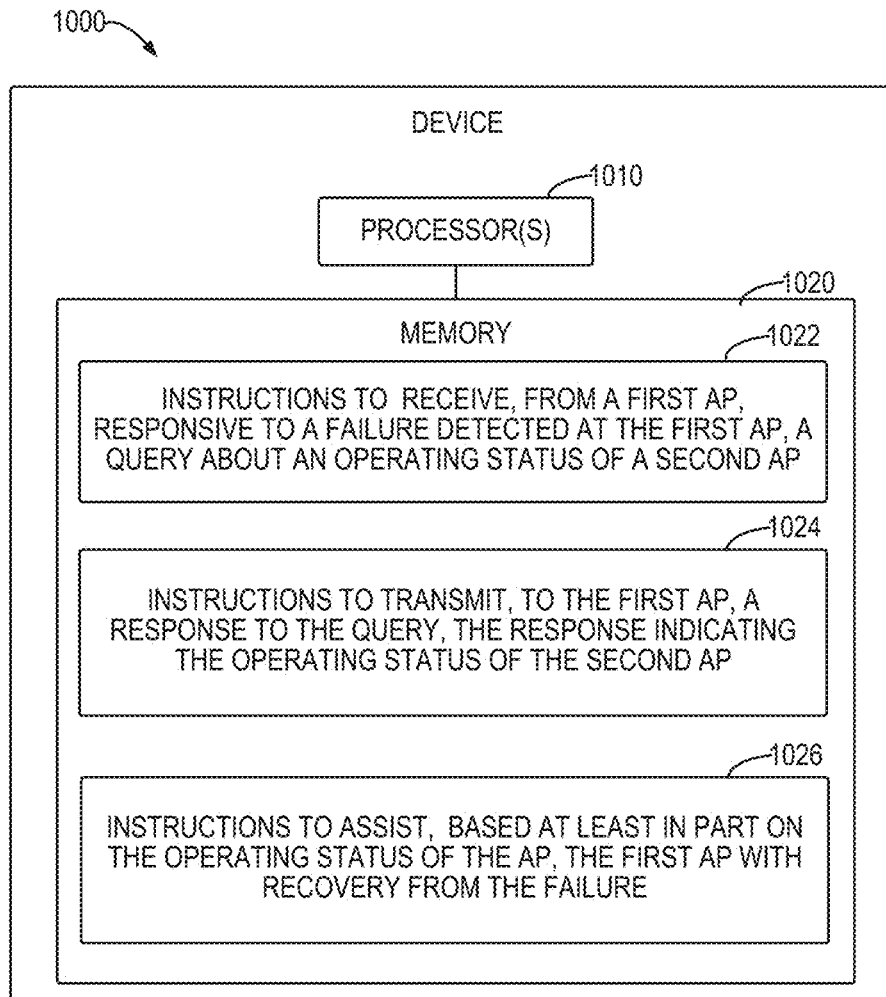 1000
DEVICE
1010
PROCESSOR(S)
1020
MEMORY
1022
INSTRUCTIONS TO RECEIVE, FROM A FIRST AP,
RESPONSIVE TO A FAILURE DETECTED AT THE FIRST AP, A
QUERY ABOUT AN OPERATING STATUS OF A SECOND AP
1024
INSTRUCTIONS TO TRANSMIT, TO THE FIRST AP, A
RESPONSE TO THE QUERY, THE RESPONSE INDICATING
THE OPERATING STATUS OF THE SECOND AP
1026
INSTRUCTIONS TO ASSIST, BASED AT LEAST IN PART ON
THE OPERATING STATUS OF THE AP, THE FIRST AP WITH
RECOVERY FROM THE FAILURE